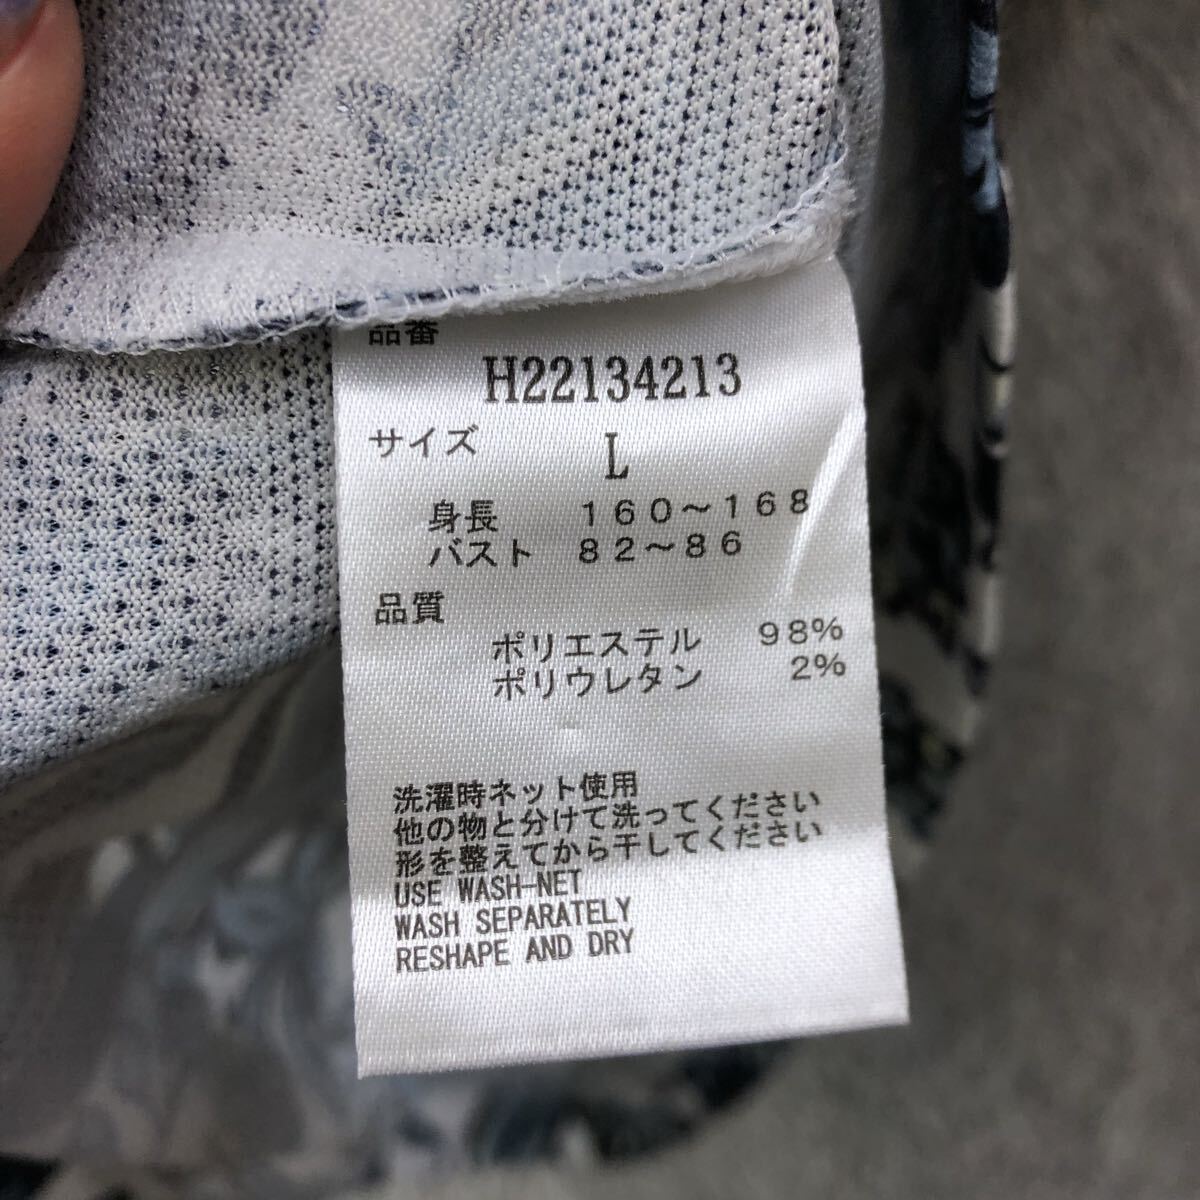 品番
H22134213
サイズ L
身長 160〜168
バスト 82〜86
品質
ポリエステル 98%
ポリウレタン 2%
洗濯時ネット使用
他の物と分けて洗ってください
形を整えてから干してください
USE WASH-NET
WASH SEPARATELY
RESHAPE AND DRY